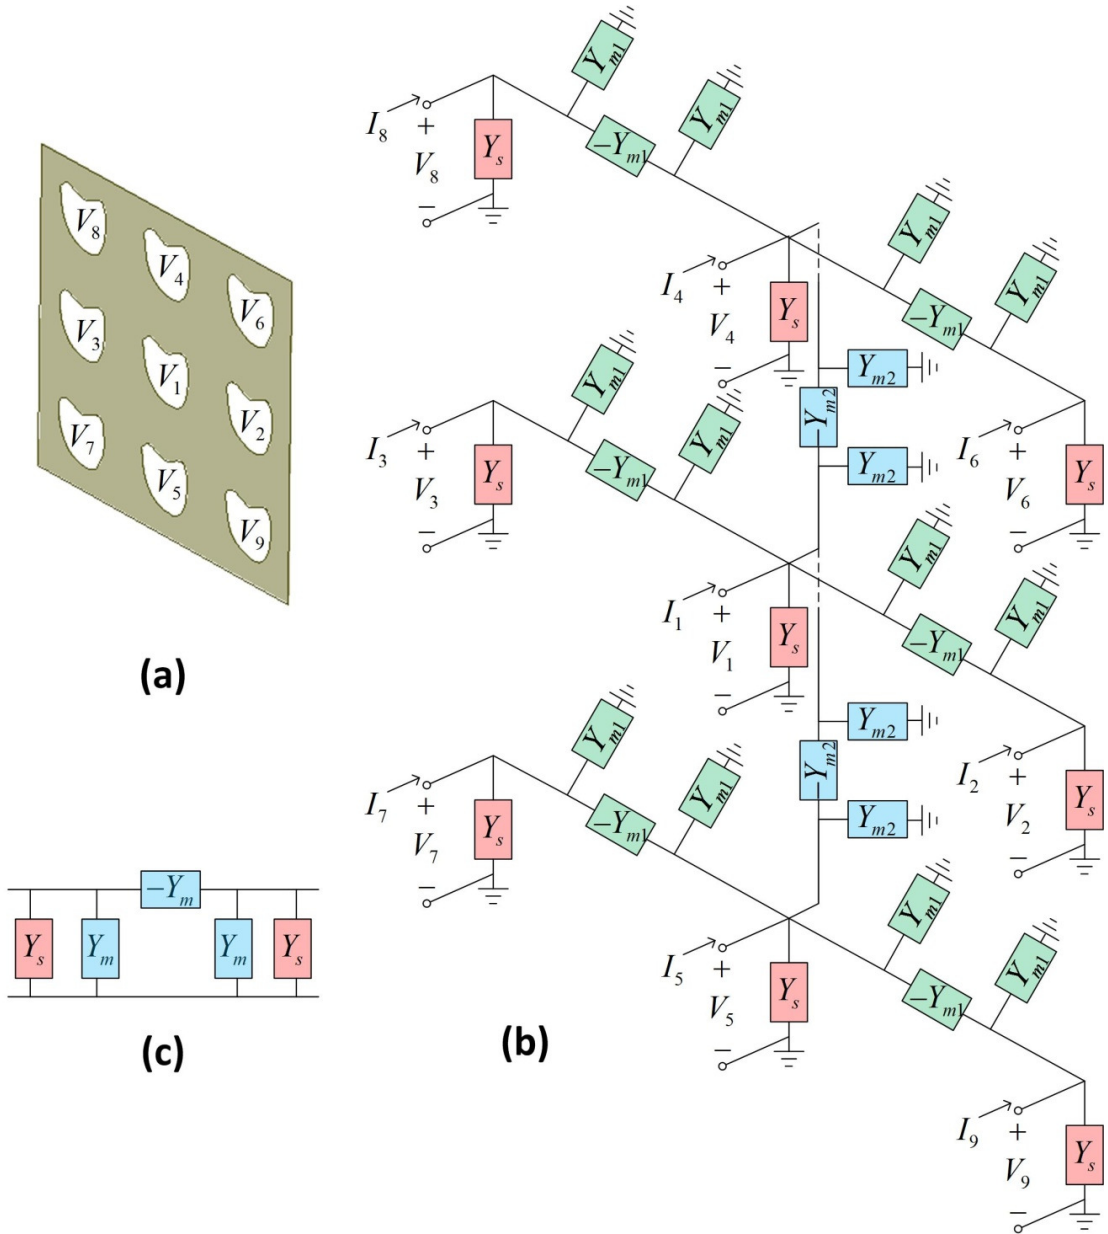 V8
V4
V6
V3
V1
V2
V7
V5
V9
(a)
Ym1
Ym1
I8
+
V8
−
Ys
−Ym1
Ym1
Ym1
I4
+
V4
−
Ys
−Ym1
Ym2
−Ym2
Ym2
I6
+
V6
−
Ys
Ym1
Ym1
I3
+
V3
−
Ys
−Ym1
Ym1
Ym1
I1
+
V1
−
Ys
−Ym1
Ym2
−Ym2
Ym2
I2
+
V2
−
Ys
Ym1
Ym1
I7
+
V7
−
Ys
−Ym1
Ym1
Ym1
I5
+
V5
−
Ys
−Ym1
I9
+
V9
−
Ys
(b)
−Ym
Ys Ym Ym Ys
(c)